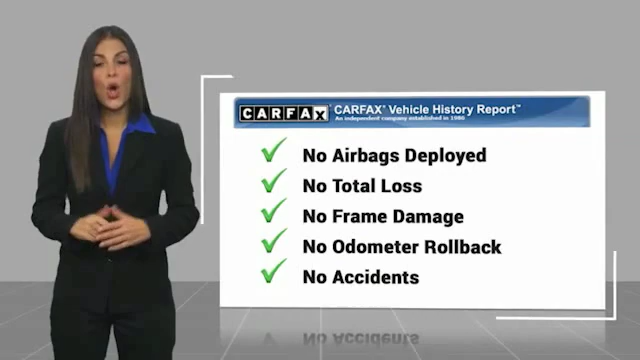 CARFAX CARFAX® Vehicle History Report™
An independent company established in 1986
No Airbags Deployed
No Total Loss
No Frame Damage
No Odometer Rollback
No Accidents